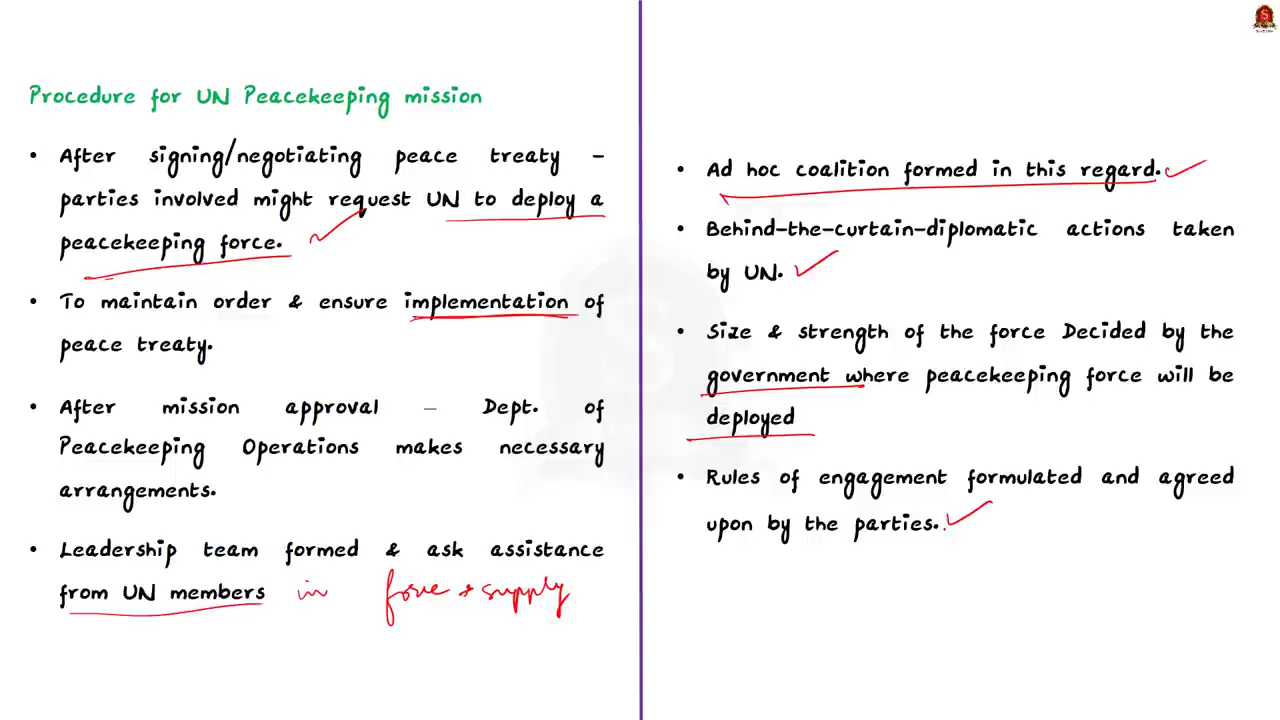 Procedure for UN Peacekeeping mission
• After signing/negotiating peace treaty –
parties involved might request UN to deploy a
peacekeeping force.
• To maintain order & ensure implementation of
peace treaty.
• After mission approval – Dept. of
Peacekeeping Operations makes necessary
arrangements.
• Leadership team formed & ask assistance
from UN members in force + supply
• Ad hoc coalition formed in this regard.
• Behind-the-curtain-diplomatic actions taken
by UN.
• Size & strength of the force Decided by the
government where peacekeeping force will be
deployed
• Rules of engagement formulated and agreed
upon by the parties.